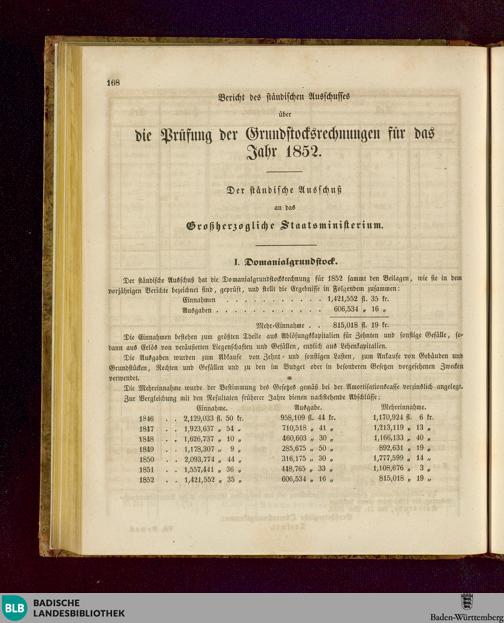 168
Bericht des ständischen Ausschusses
über
die Prüfung der Grundstocksrechnungen für das
Jahr 1852.
Der ständische Ausschuß
an das
Großherzogliche Staatsministerium.
I. Domanialgrundstock.
Der ständische Ausschuß hat die Domanialgrundstocksrechnung für 1852 sammt den Beilagen, wie sie in dem
vorjährigen Berichte bezeichnet sind, geprüft, und stellt die Ergebnisse in Folgendem zusammen:
Einnahmen . . . . . . . . . . . 1,421,552 fl. 35 kr.
Ausgaben . . . . . . . . . . . . 606,534 „ 16 „
Mehr-Einnahme . . 815,018 fl. 19 kr.
Die Einnahmen bestehen zum größten Theile aus Ablösungskapitalien für Zehnten und sonstige Gefälle, so-
dann aus Erlös von veräußerten Liegenschaften und Gefällen, endlich aus Lehenkapitalien.
Die Ausgaben wurden zum Ablaufe von Zehnt- und sonstigen Lasten, zum Ankaufe von Gebäuden und
Grundstücken, Rechten und Gefällen und zu den im Budget oder in besonderen Gesetzen vorgesehenen Zwecken
verwendet.
Die Mehreinnahme wurde der Bestimmung des Gesetzes gemäß bei der Amortisationskasse verzinslich angelegt.
Zur Vergleichung mit den Resultaten früherer Jahre dienen nachstehende Abschlüsse:
Einnahme. Ausgabe. Mehreinnahme.
1846 . . 2,129,033 fl. 50 kr. 958,109 fl. 44 kr. 1,170,924 fl. 6 kr.
1847 . . 1,923,637 „ 54 „ 710,518 „ 41 „ 1,213,119 „ 13 „
1848 . . 1,626,737 „ 10 „ 460,603 „ 30 „ 1,166,133 „ 40 „
1849 . . 1,178,307 „ 9 „ 285,675 „ 50 „ 892,631 „ 19 „
1850 . . 2,093,774 „ 44 „ 316,175 „ 30 „ 1,777,599 „ 14 „
1851 . . 1,557,441 „ 36 „ 448,765 „ 33 „ 1,108,676 „ 3 „
1852 . . 1,421,552 „ 35 „ 606,534 „ 16 „ 815,018 „ 19 „
BLB BADISCHE
LANDESBIBLIOTHEK
Baden-Württemberg